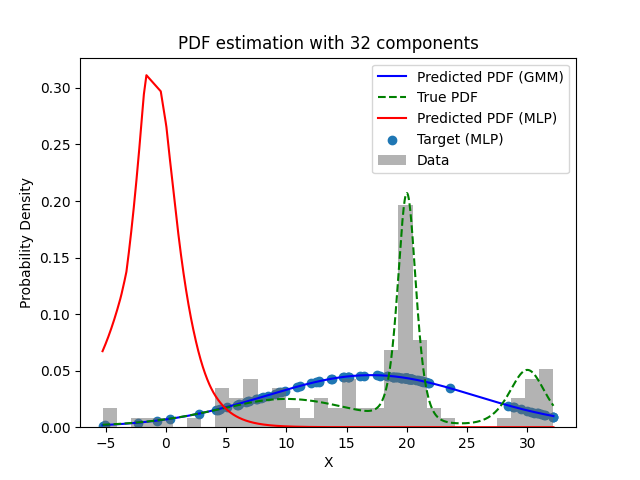 PDF estimation with 32 components
Predicted PDF (GMM)
True PDF
Predicted PDF (MLP)
Target (MLP)
Data
Probability Density
0.30
0.25
0.20
0.15
0.10
0.05
0.00
−5
0
5
10
15
20
25
30
X